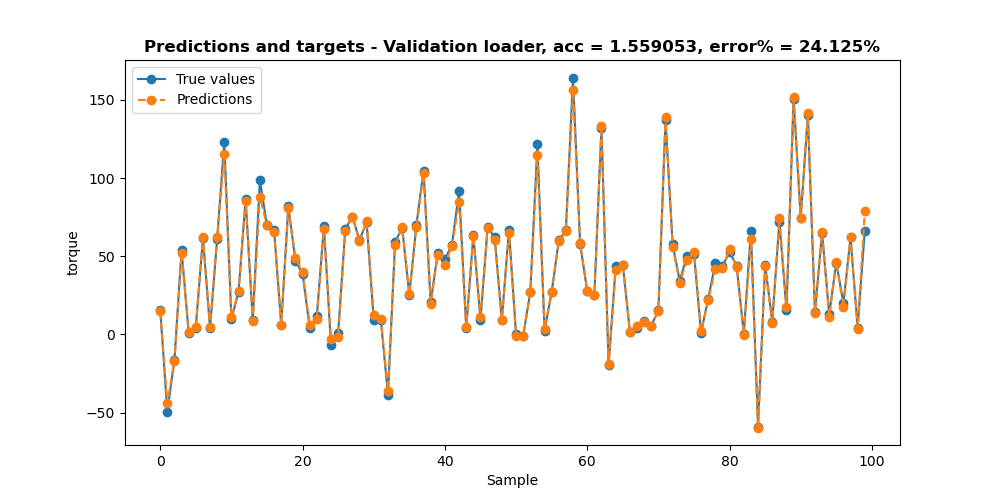 Predictions and targets - Validation loader, acc = 1.559053, error% = 24.125%
True values
Predictions
150
100
50
0
−50
torque
0 20 40 60 80 100
Sample